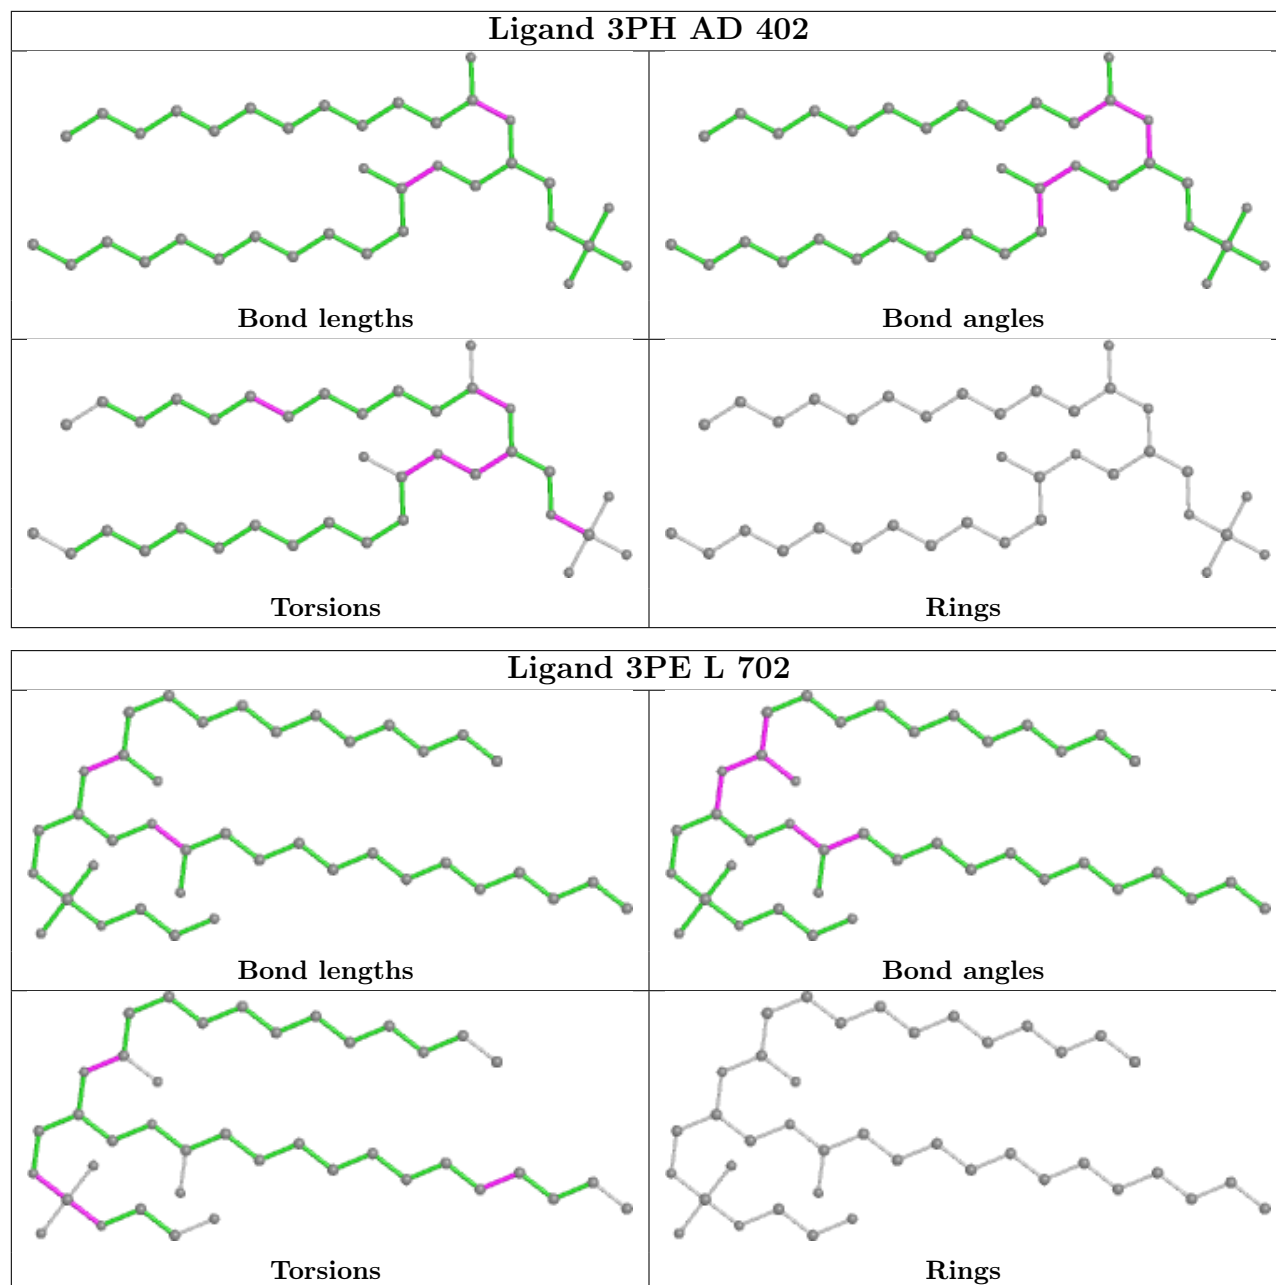 Ligand 3PH AD 402
Bond lengths
Bond angles
Torsions
Rings
Ligand 3PE L 702
Bond lengths
Bond angles
Torsions
Rings